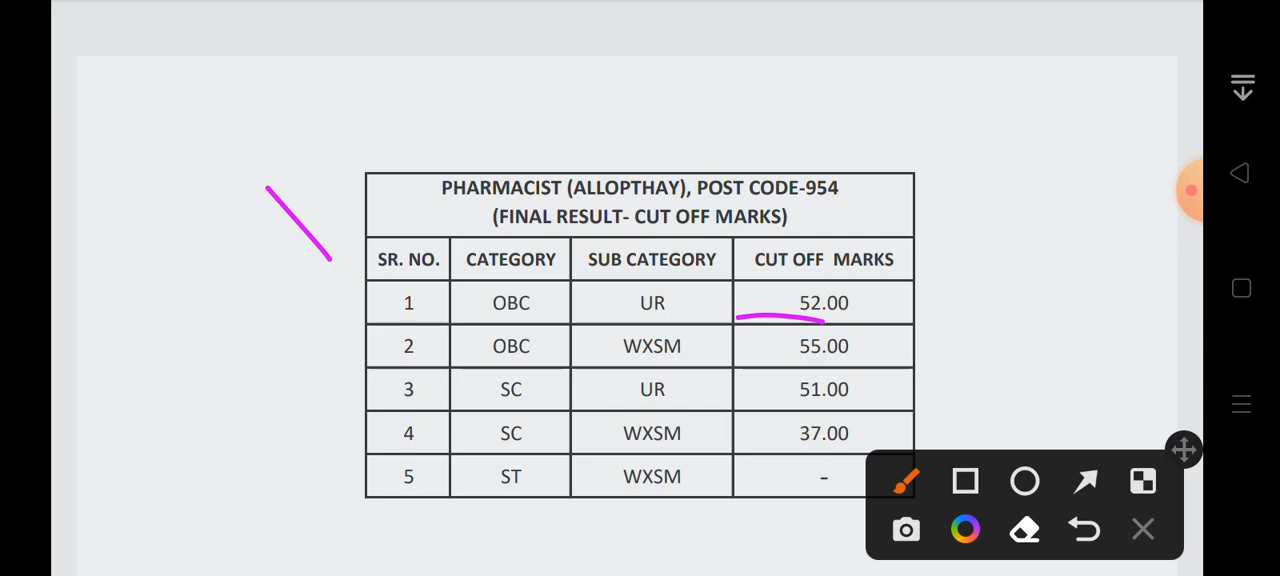 PHARMACIST (ALLOPTHAY), POST CODE-954
(FINAL RESULT- CUT OFF MARKS)
SR. NO. CATEGORY SUB CATEGORY CUT OFF MARKS
1 OBC UR 52.00
2 OBC WXSM 55.00
3 SC UR 51.00
4 SC WXSM 37.00
5 ST WXSM -